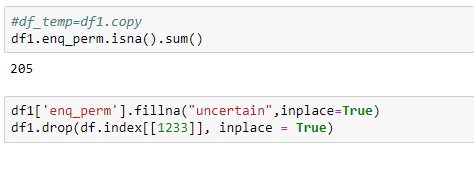 #df_temp=df1.copy
df1.enq_perm.isna().sum()
205
df1['enq_perm'].fillna("uncertain",inplace=True)
df1.drop(df.index[[1233]], inplace = True)